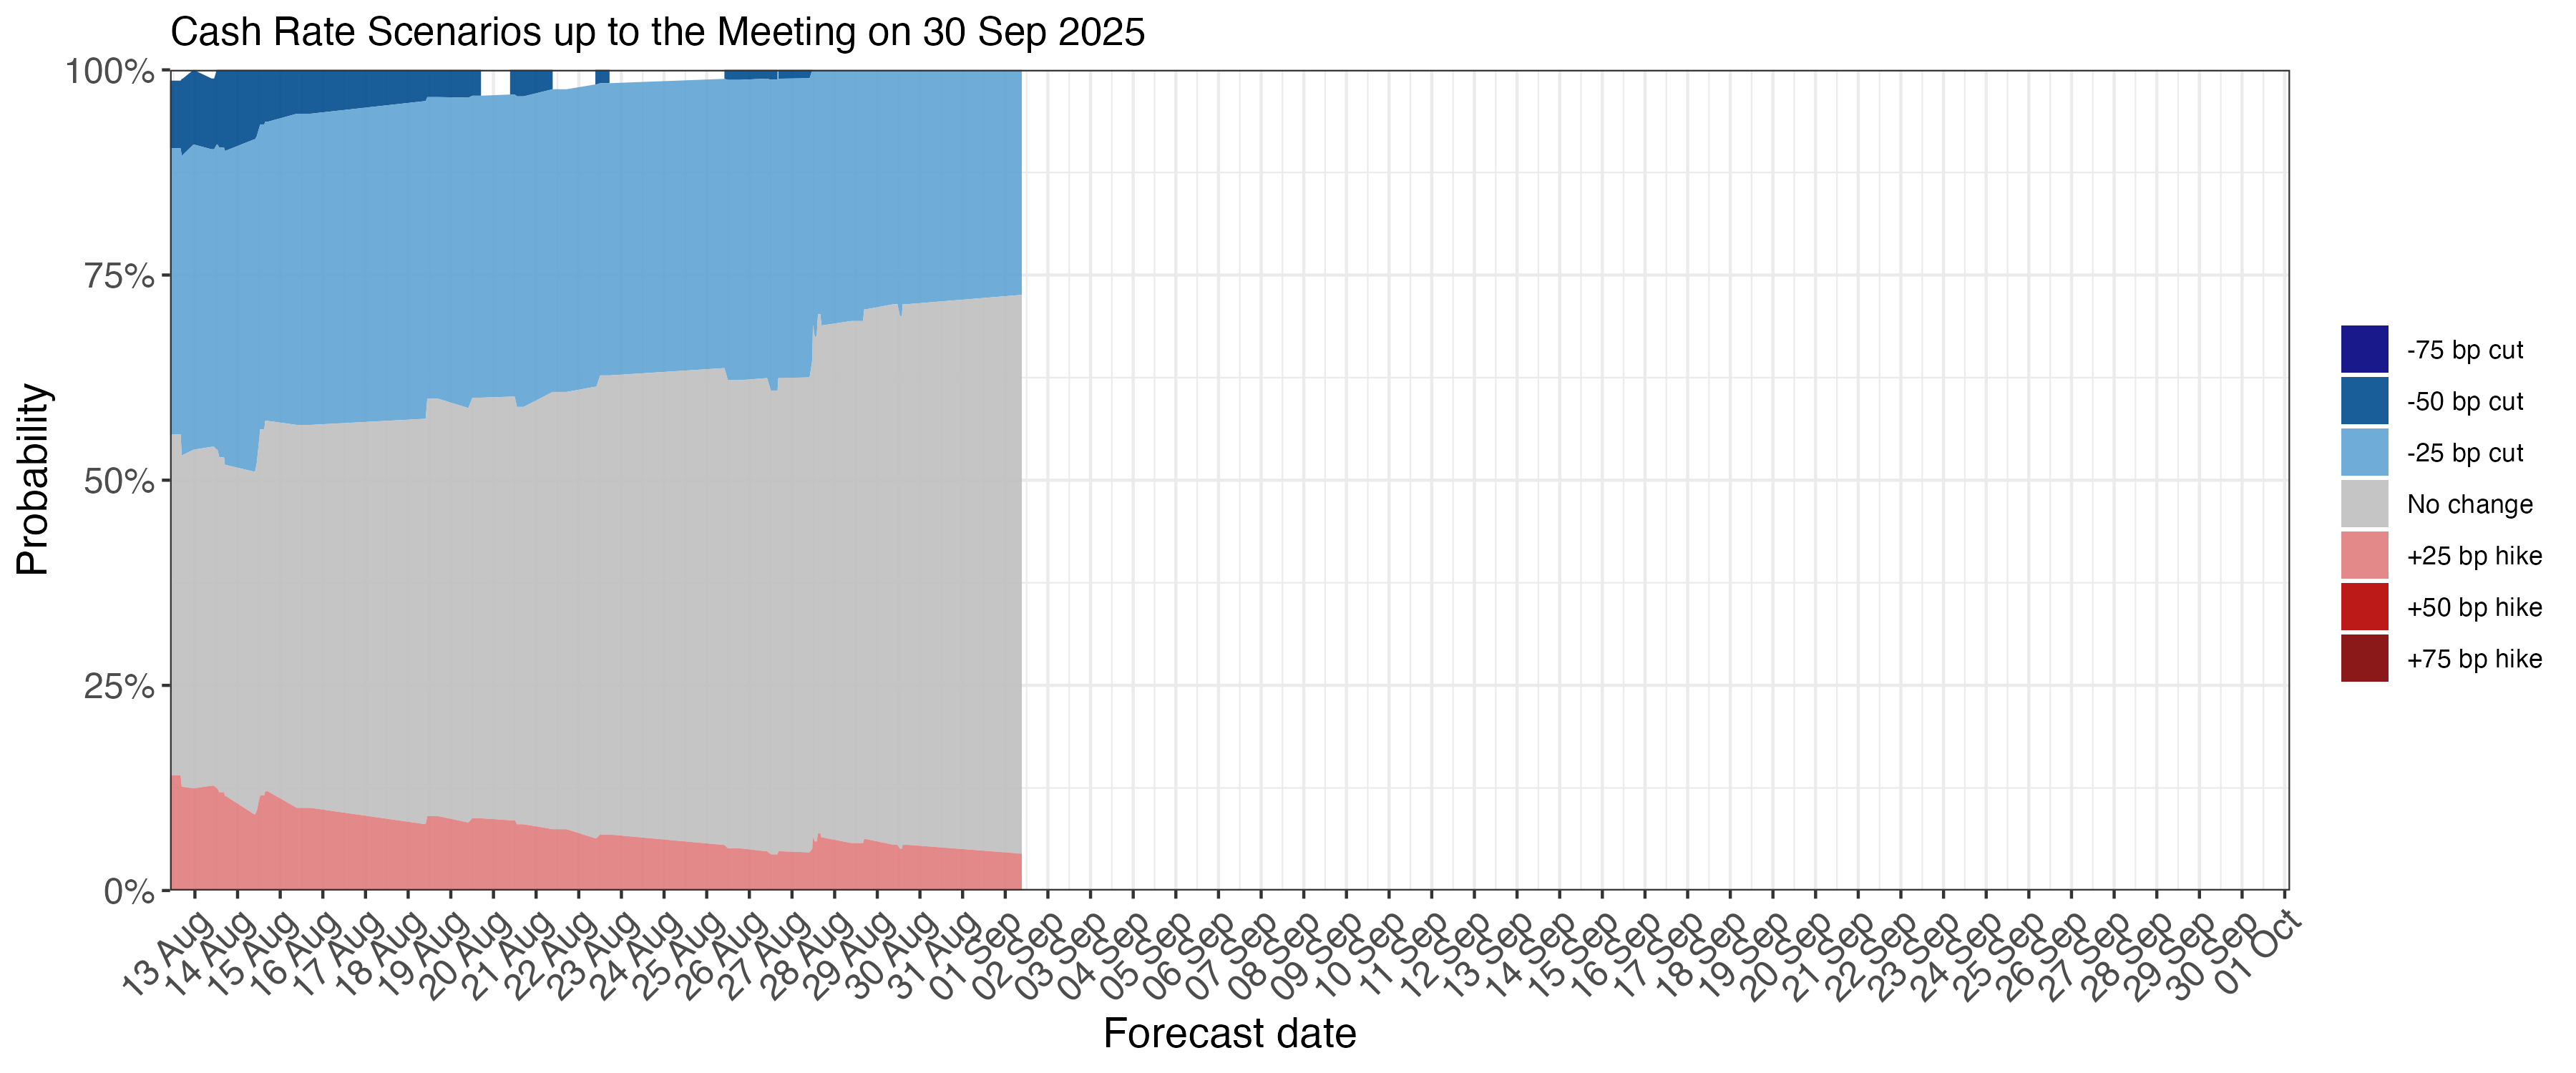 Cash Rate Scenarios up to the Meeting on 30 Sep 2025
100%
75%
50%
25%
0%
Probability
13 Aug
14 Aug
15 Aug
16 Aug
17 Aug
18 Aug
19 Aug
20 Aug
21 Aug
22 Aug
23 Aug
24 Aug
25 Aug
26 Aug
27 Aug
28 Aug
29 Aug
30 Aug
31 Aug
01 Sep
02 Sep
03 Sep
04 Sep
05 Sep
06 Sep
07 Sep
08 Sep
09 Sep
10 Sep
11 Sep
12 Sep
13 Sep
14 Sep
15 Sep
16 Sep
17 Sep
18 Sep
19 Sep
20 Sep
21 Sep
22 Sep
23 Sep
24 Sep
25 Sep
26 Sep
27 Sep
28 Sep
29 Sep
30 Sep
01 Oct
Forecast date
-75 bp cut
-50 bp cut
-25 bp cut
No change
+25 bp hike
+50 bp hike
+75 bp hike